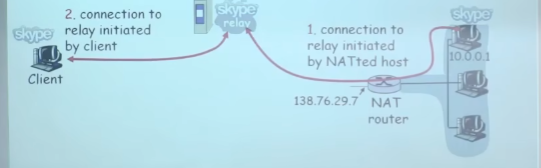 2. connection to
relay initiated
by client
skype
Client
skype
relay
1. connection to
relay initiated
by NATted host
skype
10.0.0.1
138.76.29.7
NAT
router